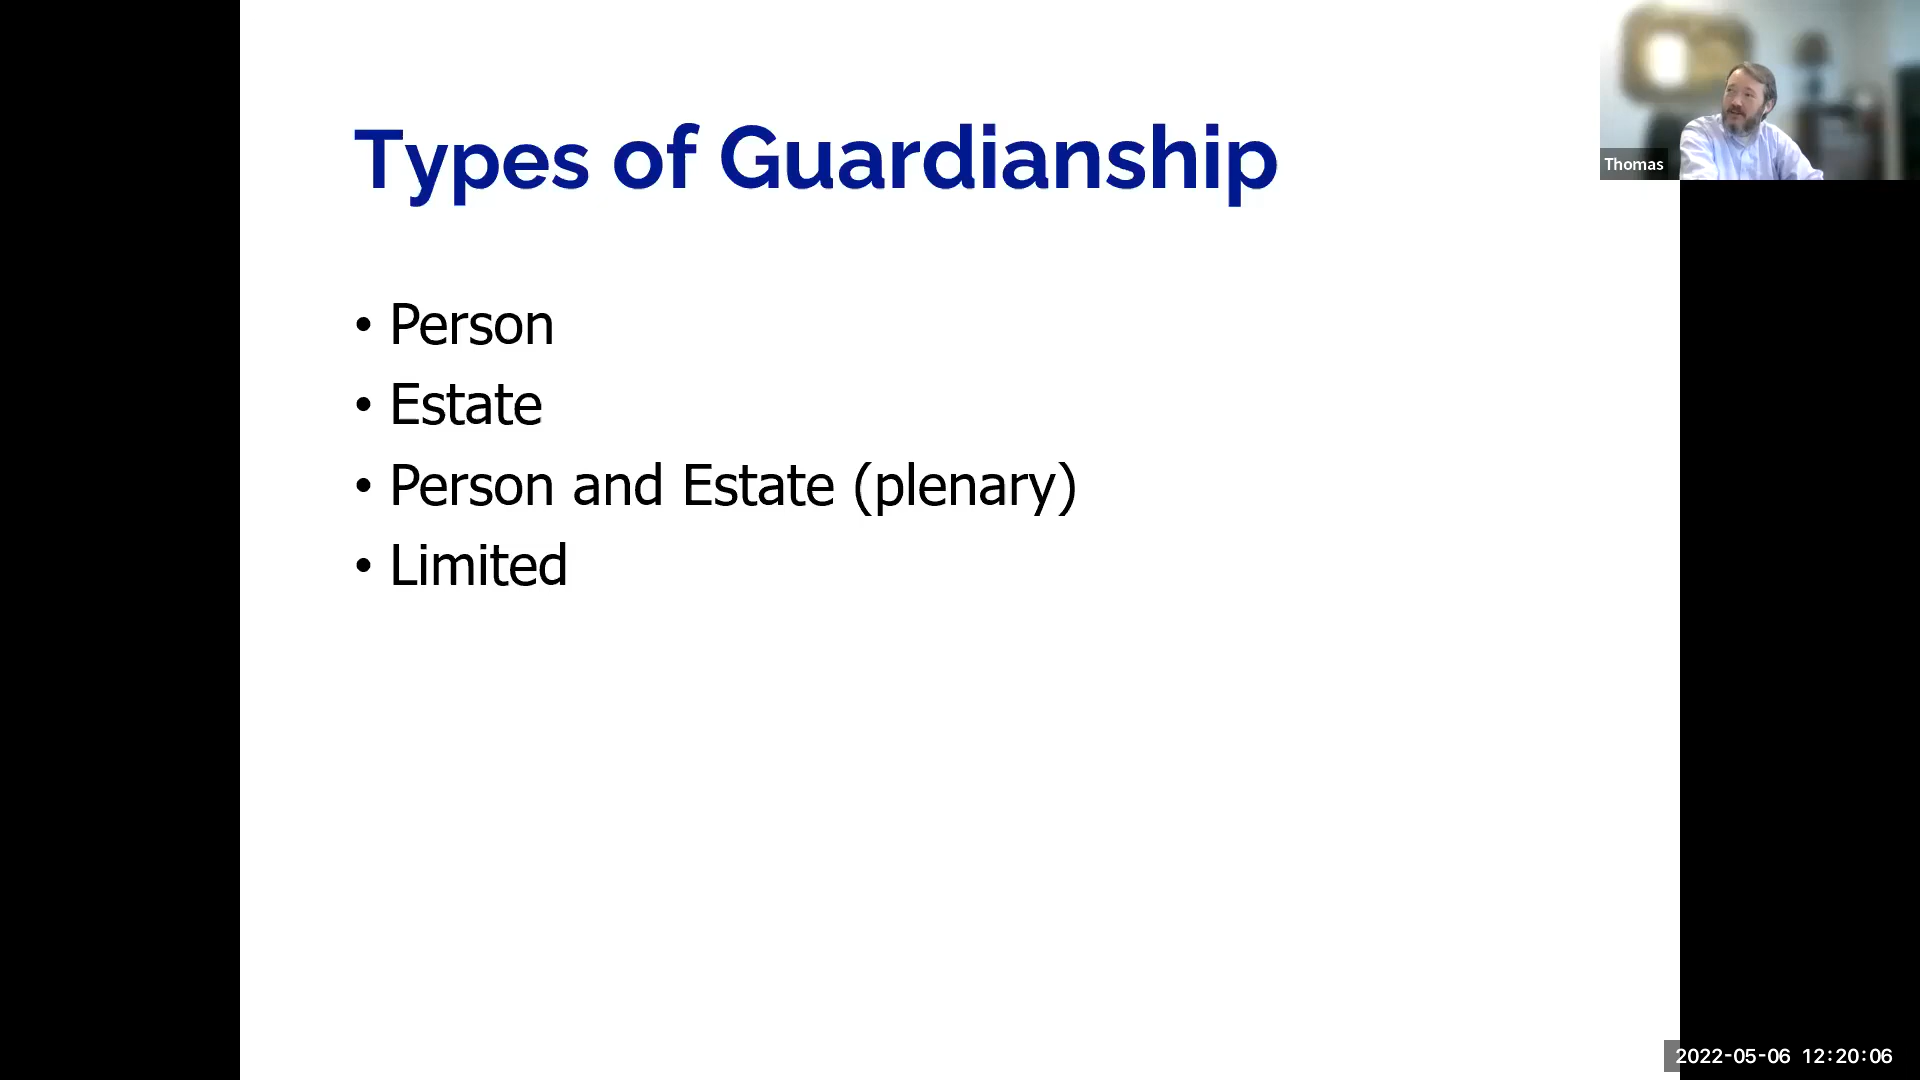 Types of Guardianship
• Person
• Estate
• Person and Estate (plenary)
• Limited
Thomas
2022-05-06 12:20:06